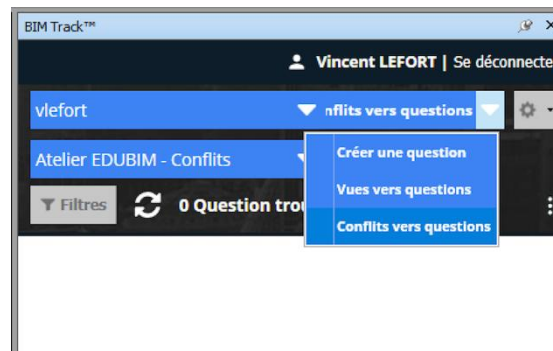 BIM Track™
Vincent LEFORT | Se déconnecte
vlefort
nflits vers questions
Créer une question
Atelier EDUBIM - Conflits
Vues vers questions
Filtres
0 Question trou
Conflits vers questions